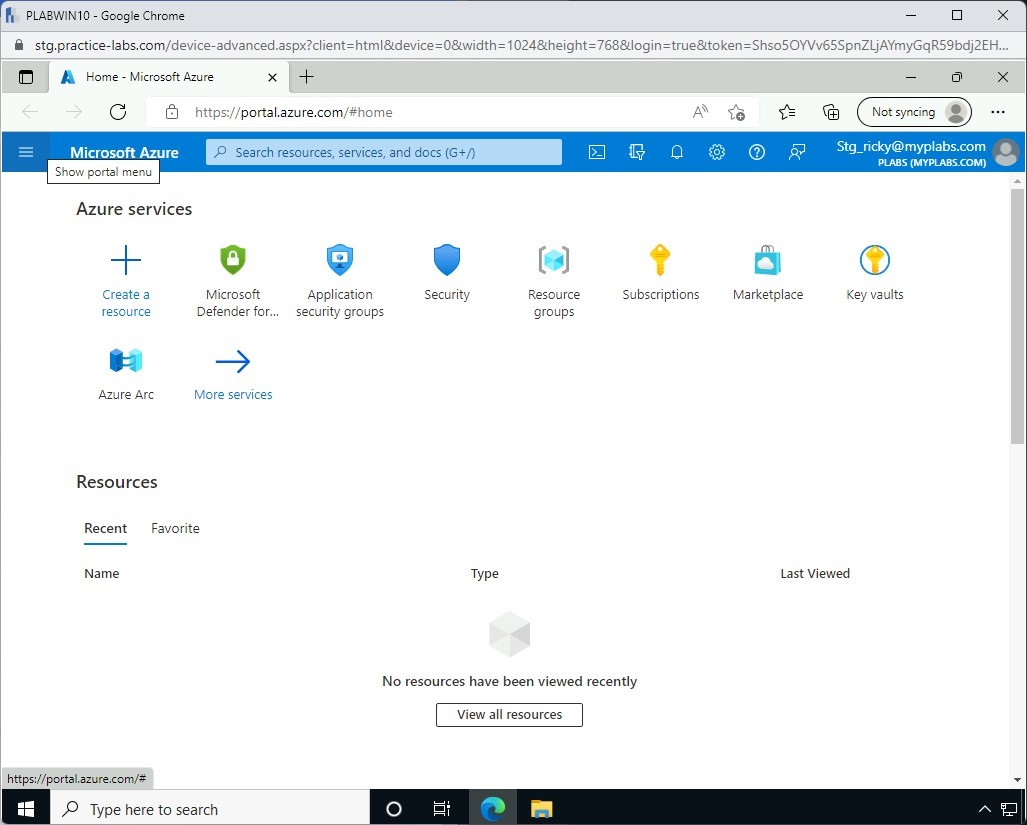 PLABWIN10 - Google Chrome
stg.practice-labs.com/device-advanced.aspx?client=html&device=0&width=1024&height=768&login=true&token=Shso5OYVv65SpnZLjAYmyGqR59bdj2EH...
Home - Microsoft Azure
https://portal.azure.com/#home
Not syncing
Microsoft Azure
Search resources, services, and docs (G+/)
Stg_ricky@myplabs.com
PLABS (MYPLABS.COM)
Show portal menu
Azure services
Create a
resource
Microsoft
Defender for...
Application
security groups
Security
Resource
groups
Subscriptions
Marketplace
Key vaults
Azure Arc
More services
Resources
Recent
Favorite
Name
Type
Last Viewed
No resources have been viewed recently
View all resources
https://portal.azure.com/#
Type here to search